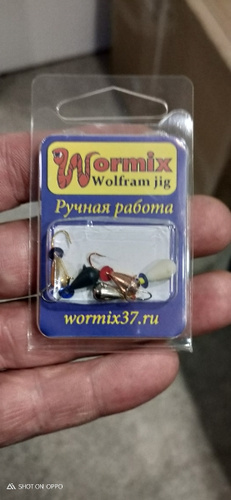 Wormix
Wolfram jig
Ручная работа
wormix37.ru
SHOT ON OPPO